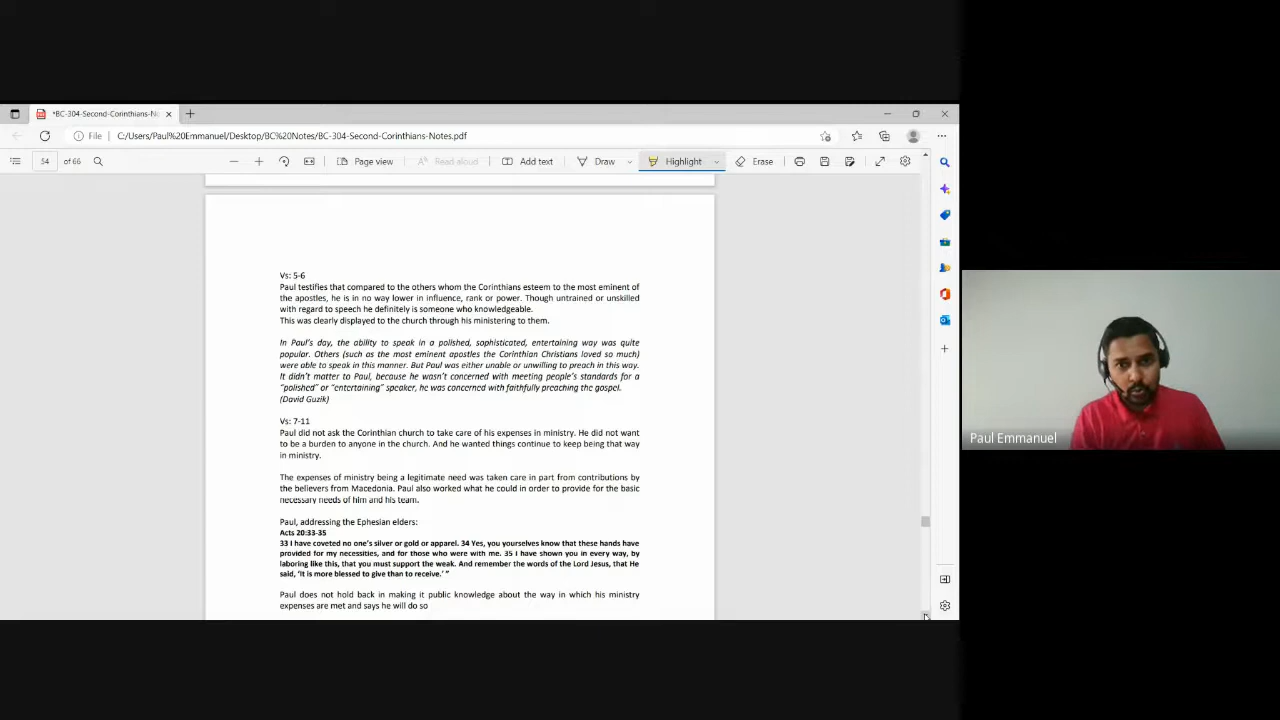 *BC-304-Second-Corinthians-No
File C:/Users/Paul%20Emmanuel/Desktop/BC%20Notes/BC-304-Second-Corinthians-Notes.pdf
54 of 66 Page view Read aloud Add text Draw Highlight Erase
Vs: 5-6
Paul testifies that compared to the others whom the Corinthians esteem to the most eminent of
the apostles, he is in no way lower in influence, rank or power. Though untrained or unskilled
with regard to speech he definitely is someone who knowledgeable.
This was clearly displayed to the church through his ministering to them.
In Paul's day, the ability to speak in a polished, sophisticated, entertaining way was quite
popular. Others (such as the most eminent apostles the Corinthian Christians loved so much)
were able to speak in this manner. But Paul was either unable or unwilling to preach in this way.
It didn't matter to Paul, because he wasn't concerned with meeting people's standards for a
"polished" or "entertaining" speaker, he was concerned with faithfully preaching the gospel.
(David Guzik)
Vs: 7-11
Paul did not ask the Corinthian church to take care of his expenses in ministry. He did not want
to be a burden to anyone in the church. And he wanted things continue to keep being that way
in ministry.
The expenses of ministry being a legitimate need was taken care in part from contributions by
the believers from Macedonia. Paul also worked what he could in order to provide for the basic
necessary needs of him and his team.
Paul, addressing the Ephesian elders:
Acts 20:33-35
33 I have coveted no one's silver or gold or apparel. 34 Yes, you yourselves know that these hands have
provided for my necessities, and for those who were with me. 35 I have shown you in every way, by
laboring like this, that you must support the weak. And remember the words of the Lord Jesus, that He
said, 'It is more blessed to give than to receive.' "
Paul does not hold back in making it public knowledge about the way in which his ministry
expenses are met and says he will do so
Paul Emmanuel